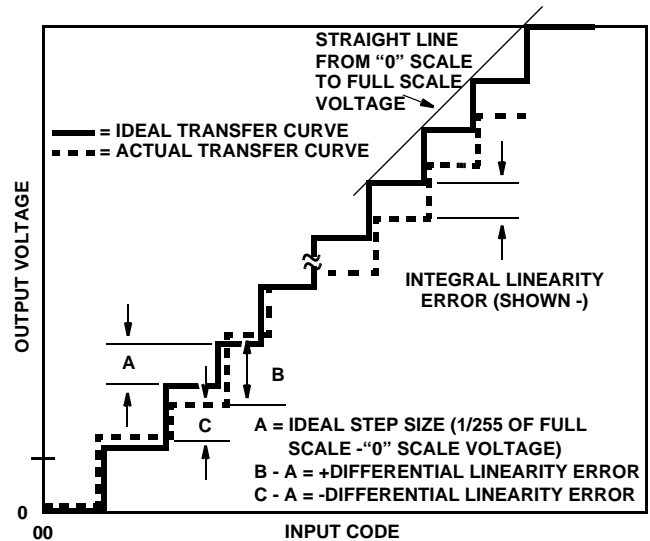 STRAIGHT LINE
FROM “0” SCALE
TO FULL SCALE
VOLTAGE
= IDEAL TRANSFER CURVE
= ACTUAL TRANSFER CURVE
OUTPUT VOLTAGE
INTEGRAL LINEARITY
ERROR (SHOWN -)
A
B
C
A = IDEAL STEP SIZE (1/255 OF FULL
SCALE -“0” SCALE VOLTAGE)
B - A = +DIFFERENTIAL LINEARITY ERROR
C - A = -DIFFERENTIAL LINEARITY ERROR
0
00
INPUT CODE